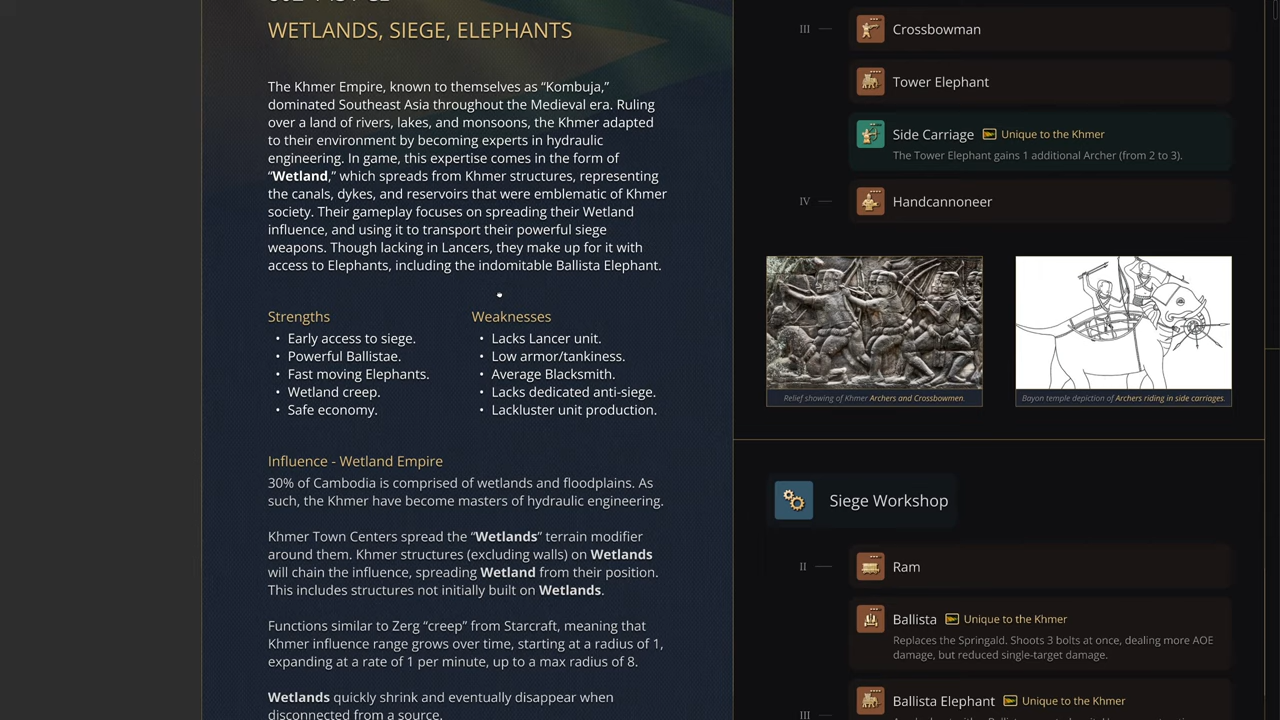 WETLANDS, SIEGE, ELEPHANTS
The Khmer Empire, known to themselves as “Kombuja,”
dominated Southeast Asia throughout the Medieval era. Ruling
over a land of rivers, lakes, and monsoons, the Khmer adapted
to their environment by becoming experts in hydraulic
engineering. In game, this expertise comes in the form of
“Wetland,” which spreads from Khmer structures, representing
the canals, dykes, and reservoirs that were emblematic of Khmer
society. Their gameplay focuses on spreading their Wetland
influence, and using it to transport their powerful siege
weapons. Though lacking in Lancers, they make up for it with
access to Elephants, including the indomitable Ballista Elephant.
Strengths
• Early access to siege.
• Powerful Ballistae.
• Fast moving Elephants.
• Wetland creep.
• Safe economy.
Weaknesses
• Lacks Lancer unit.
• Low armor/tankiness.
• Average Blacksmith.
• Lacks dedicated anti-siege.
• Lackluster unit production.
Influence - Wetland Empire
30% of Cambodia is comprised of wetlands and floodplains. As
such, the Khmer have become masters of hydraulic engineering.
Khmer Town Centers spread the “Wetlands” terrain modifier
around them. Khmer structures (excluding walls) on Wetlands
will chain the influence, spreading Wetland from their position.
This includes structures not initially built on Wetlands.
Functions similar to Zerg “creep” from Starcraft, meaning that
Khmer influence range grows over time, starting at a radius of 1,
expanding at a rate of 1 per minute, up to a max radius of 8.
Wetlands quickly shrink and eventually disappear when
disconnected from a source.
III — Crossbowman
Tower Elephant
Side Carriage Unique to the Khmer
The Tower Elephant gains 1 additional Archer (from 2 to 3).
IV — Handcannoneer
Relief showing of Khmer Archers and Crossbowmen.
Bayon temple depiction of Archers riding in side carriages.
Siege Workshop
II — Ram
Ballista Unique to the Khmer
Replaces the Springald. Shoots 3 bolts at once, dealing more AOE
damage, but reduced single-target damage.
III — Ballista Elephant Unique to the Khmer